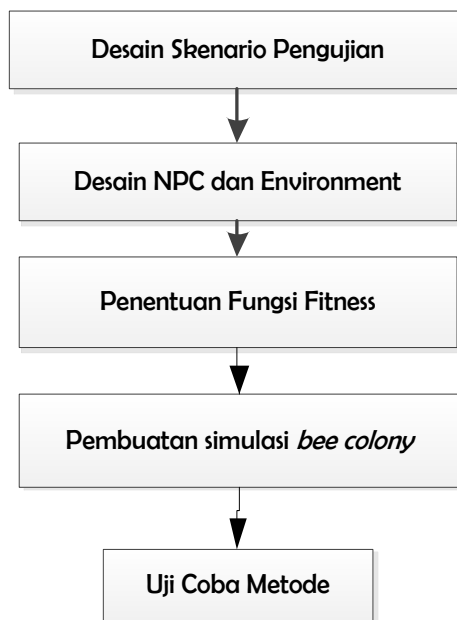 Desain Skenario Pengujian
Desain NPC dan Environment
Penentuan Fungsi Fitness
Pembuatan simulasi bee colony
Uji Coba Metode